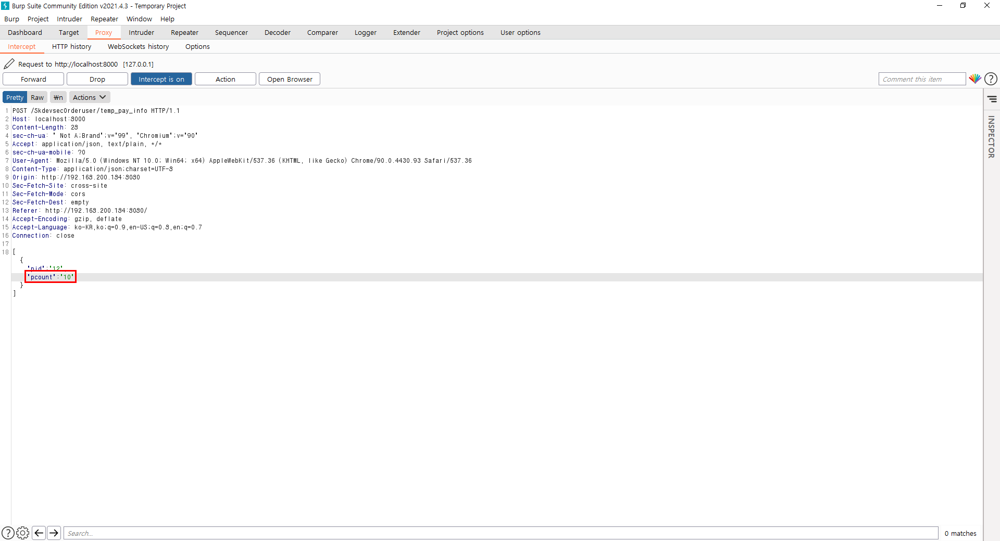 Burp Suite Community Edition v2021.4.3 - Temporary Project
Burp Project Intruder Repeater Window Help
Dashboard Target Proxy Intruder Repeater Sequencer Decoder Comparer Logger Extender Project options User options
Intercept HTTP history WebSockets history Options
Request to http://localhost:8000 [127.0.0.1]
Forward Drop Intercept is on Action Open Browser Comment this item ?
Pretty Raw ₩n Actions
1 POST /SkdevsecOrderuser/temp_pay_info HTTP/1.1
2 Host: localhost:8000
3 Content-Length: 28
4 sec-ch-ua: " Not A;Brand";v="99", "Chromium";v="90"
5 Accept: application/json, text/plain, */*
6 sec-ch-ua-mobile: ?0
7 User-Agent: Mozilla/5.0 (Windows NT 10.0; Win64; x64) AppleWebKit/537.36 (KHTML, like Gecko) Chrome/90.0.4430.93 Safari/537.36
8 Content-Type: application/json;charset=UTF-8
9 Origin: http://192.168.200.184:8080
10 Sec-Fetch-Site: cross-site
11 Sec-Fetch-Mode: cors
12 Sec-Fetch-Dest: empty
13 Referer: http://192.168.200.184:8080/
14 Accept-Encoding: gzip, deflate
15 Accept-Language: ko-KR,ko;q=0.9,en-US;q=0.8,en;q=0.7
16 Connection: close
17
18 [
{
"pid":"12",
"pcount":"10"
}
]
INSPECTOR
? Search... 0 matches